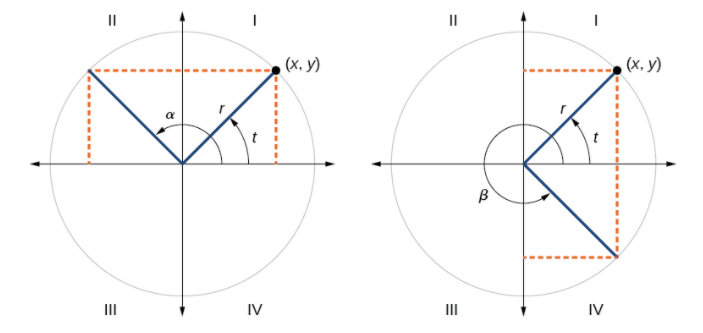 II I
(x, y)
α r
t
III IV
II I
(x, y)
r
t
β
III IV